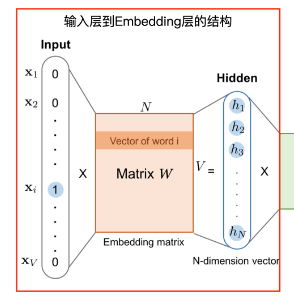 输入层到Embedding层的结构
Input
Hidden
x1 0
x2 0
N
h1
h2
h3
Vector of word i
xi 1
X
Matrix W
V =
X
xV 0
hN
Embedding matrix
N-dimension vector